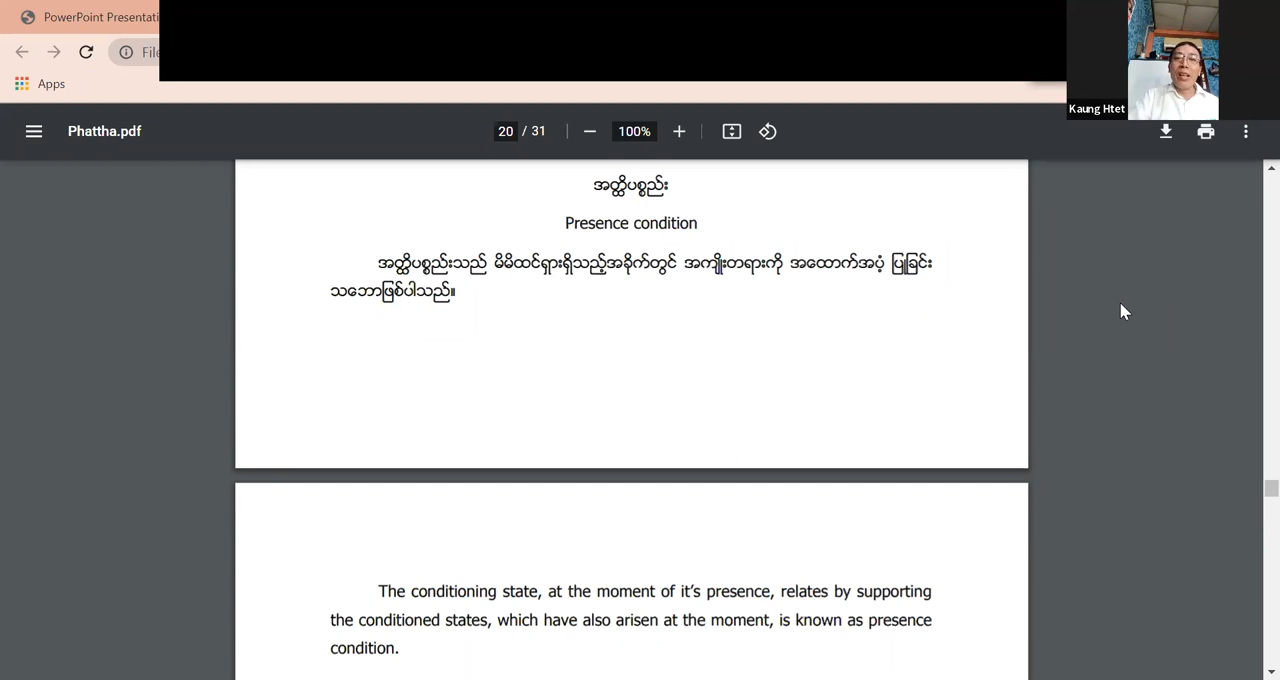 PowerPoint Presentati
File
Apps
Kaung Htet
Phattha.pdf
20 / 31
100%
အတ္ထိပစ္စည်း
Presence condition
အတ္ထိပစ္စည်းသည် မိမိထင်ရှားရှိသည့်အခိုက်တွင် အကျိုးတရားကို အထောက်အပံ့ ပြုခြင်း
သဘောဖြစ်ပါသည်။
The conditioning state, at the moment of it’s presence, relates by supporting
the conditioned states, which have also arisen at the moment, is known as presence
condition.